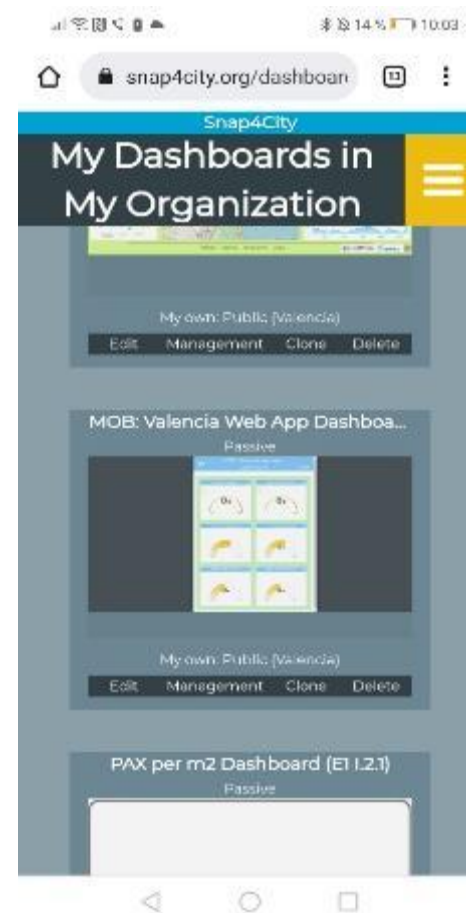 14 % 10:03
snap4city.org/dashboar
13
Snap4City
My Dashboards in
My Organization
My own: Public (Valencia)
Edit Management Clone Delete
MOB: Valencia Web App Dashboa...
Passive
My own: Public (Valencia)
Edit Management Clone Delete
PAX per m2 Dashboard (E1 I.2.1)
Passive